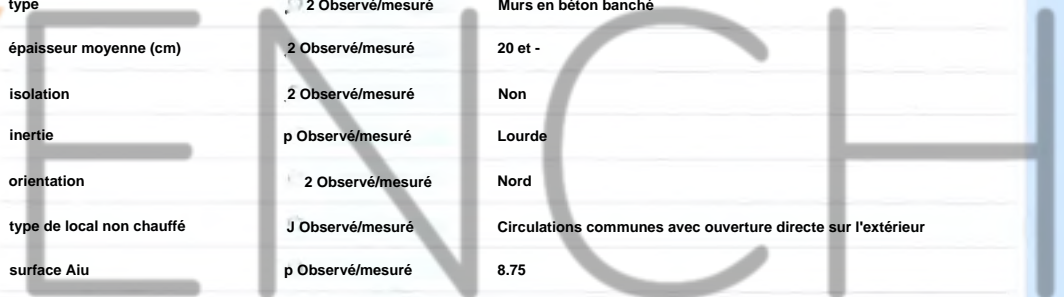 type 2 Observé/mesuré Murs en béton banché
épaisseur moyenne (cm) 2 Observé/mesuré 20 et -
isolation 2 Observé/mesuré Non
inertie p Observé/mesuré Lourde
orientation 2 Observé/mesuré Nord
type de local non chauffé J Observé/mesuré Circulations communes avec ouverture directe sur l'extérieur
surface Aiu p Observé/mesuré 8.75
ENCH